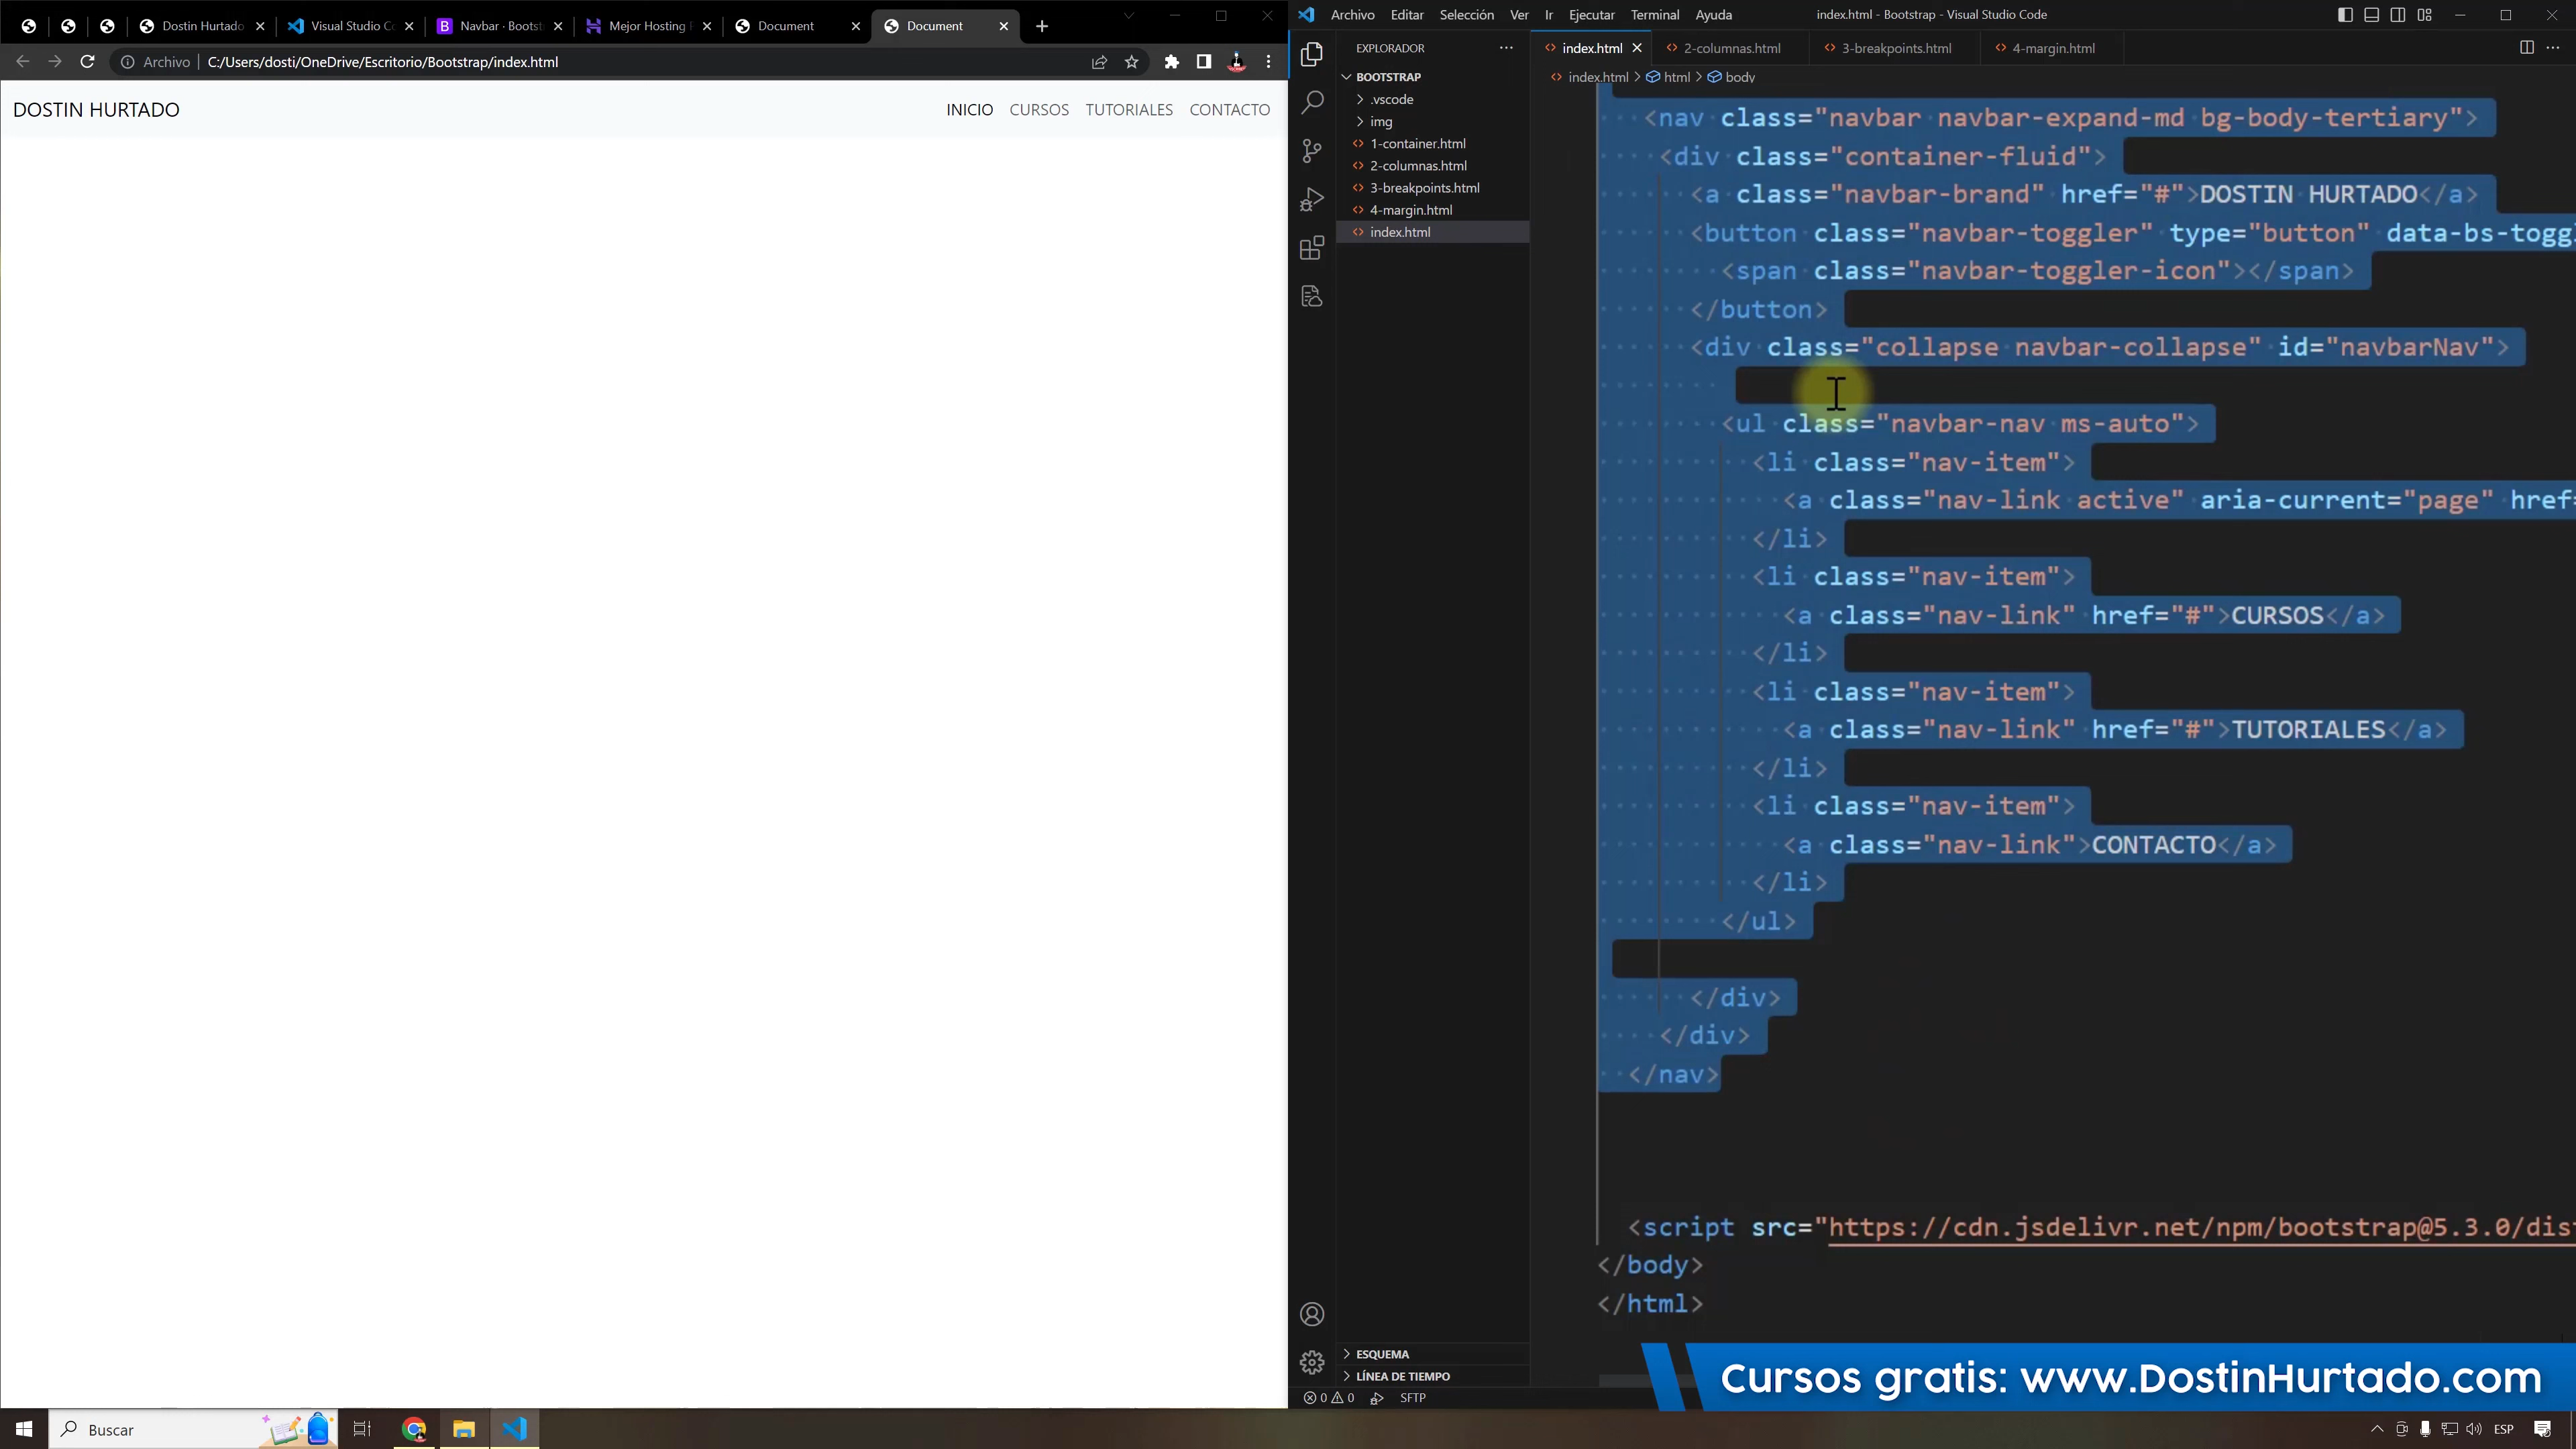 Dostin Hurtado
Visual Studio Co
Navbar · Bootst
Mejor Hosting P
Document
Document
Archivo
C:/Users/dosti/OneDrive/Escritorio/Bootstrap/index.html
DOSTIN HURTADO
INICIO CURSOS TUTORIALES CONTACTO
Archivo Editar Selección Ver Ir Ejecutar Terminal Ayuda
index.html - Bootstrap - Visual Studio Code
EXPLORADOR
BOOTSTRAP
.vscode
img
1-container.html
2-columnas.html
3-breakpoints.html
4-margin.html
index.html
ESQUEMA
LÍNEA DE TIEMPO
index.html 2-columnas.html 3-breakpoints.html 4-margin.html
index.html > html > body
<nav class="navbar navbar-expand-md bg-body-tertiary">
<div class="container-fluid">
<a class="navbar-brand" href="#">DOSTIN HURTADO</a>
<button class="navbar-toggler" type="button" data-bs-toggl
<span class="navbar-toggler-icon"></span>
</button>
<div class="collapse navbar-collapse" id="navbarNav">
<ul class="navbar-nav ms-auto">
<li class="nav-item">
<a class="nav-link active" aria-current="page" href=
</li>
<li class="nav-item">
<a class="nav-link" href="#">CURSOS</a>
</li>
<li class="nav-item">
<a class="nav-link" href="#">TUTORIALES</a>
</li>
<li class="nav-item">
<a class="nav-link">CONTACTO</a>
</li>
</ul>
</div>
</div>
</nav>
<script src="https://cdn.jsdelivr.net/npm/bootstrap@5.3.0/dis
</body>
</html>
Cursos gratis: www.DostinHurtado.com
0 0 SFTP
Buscar
ESP